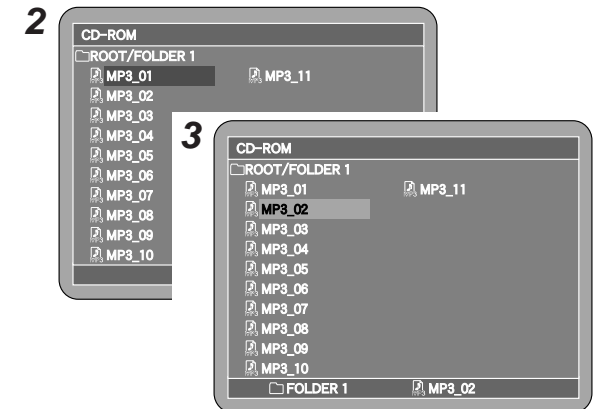 2
CD-ROM
ROOT/FOLDER 1
MP3_01 MP3_11
MP3_02
MP3_03
MP3_04
MP3_05
MP3_06
MP3_07
MP3_08
MP3_09
MP3_10
3
CD-ROM
ROOT/FOLDER 1
MP3_01 MP3_11
MP3_02
MP3_03
MP3_04
MP3_05
MP3_06
MP3_07
MP3_08
MP3_09
MP3_10
FOLDER 1 MP3_02